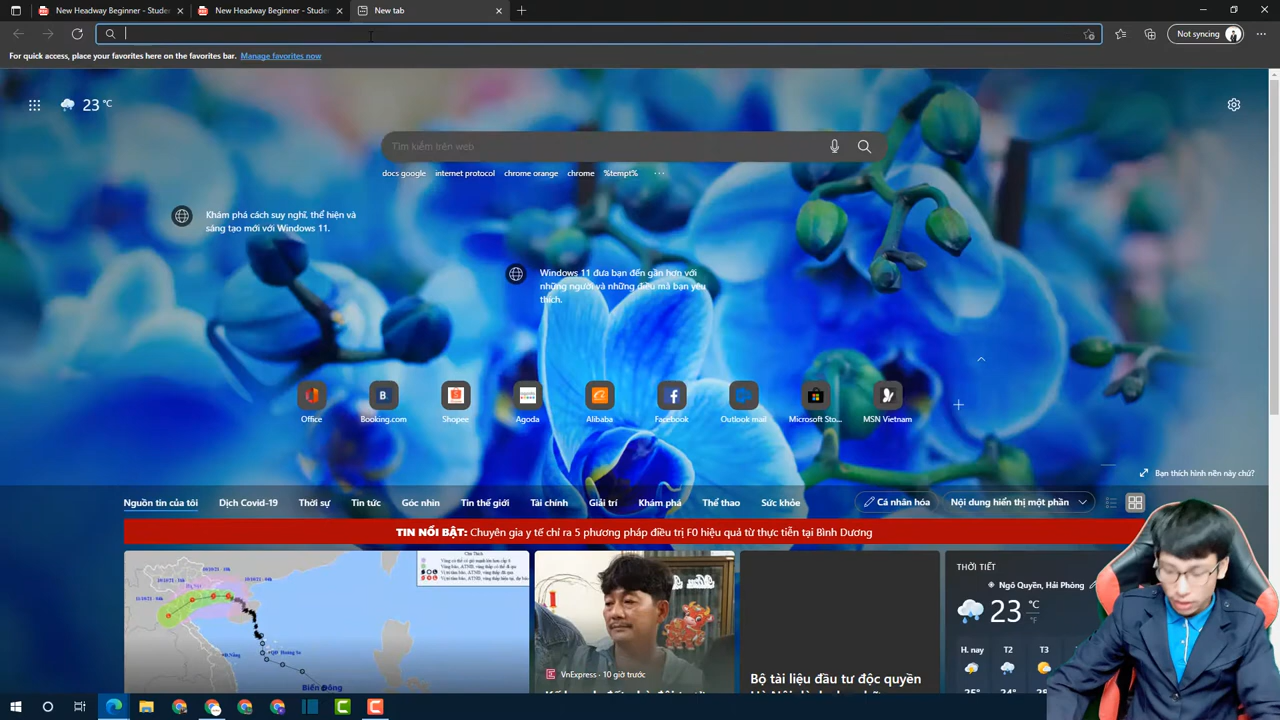 New Headway Beginner - Studer
New Headway Beginner - Studer
New tab
Not syncing
For quick access, place your favorites here on the favorites bar. Manage favorites now
23 °C
Tìm kiếm trên web
docs google internet protocol chrome orange chrome %tempt% ...
Khám phá cách suy nghĩ, thể hiện và
sáng tạo mới với Windows 11.
Windows 11 đưa bạn đến gần hơn với
những người và những điều mà bạn yêu
thích.
Office Booking.com Shopee Agoda Alibaba Facebook Outlook mail Microsoft Sto... MSN Vietnam
Bạn thích hình nền này chứ?
Nguồn tin của tôi Dịch Covid-19 Thời sự Tin tức Góc nhìn Tin thế giới Tài chính Giải trí Khám phá Thể thao Sức khỏe Cá nhân hóa Nội dung hiển thị một phần
TIN NỔI BẬT: Chuyên gia y tế chỉ ra 5 phương pháp điều trị F0 hiệu quả từ thực tiễn tại Bình Dương
Chú Thích
THỜI TIẾT
Ngô Quyền, Hải Phòng
23 °C
°F
H. nay T2 T3
VnExpress - 10 giờ trước
Bộ tài liệu đầu tư độc quyền
Biển Đông